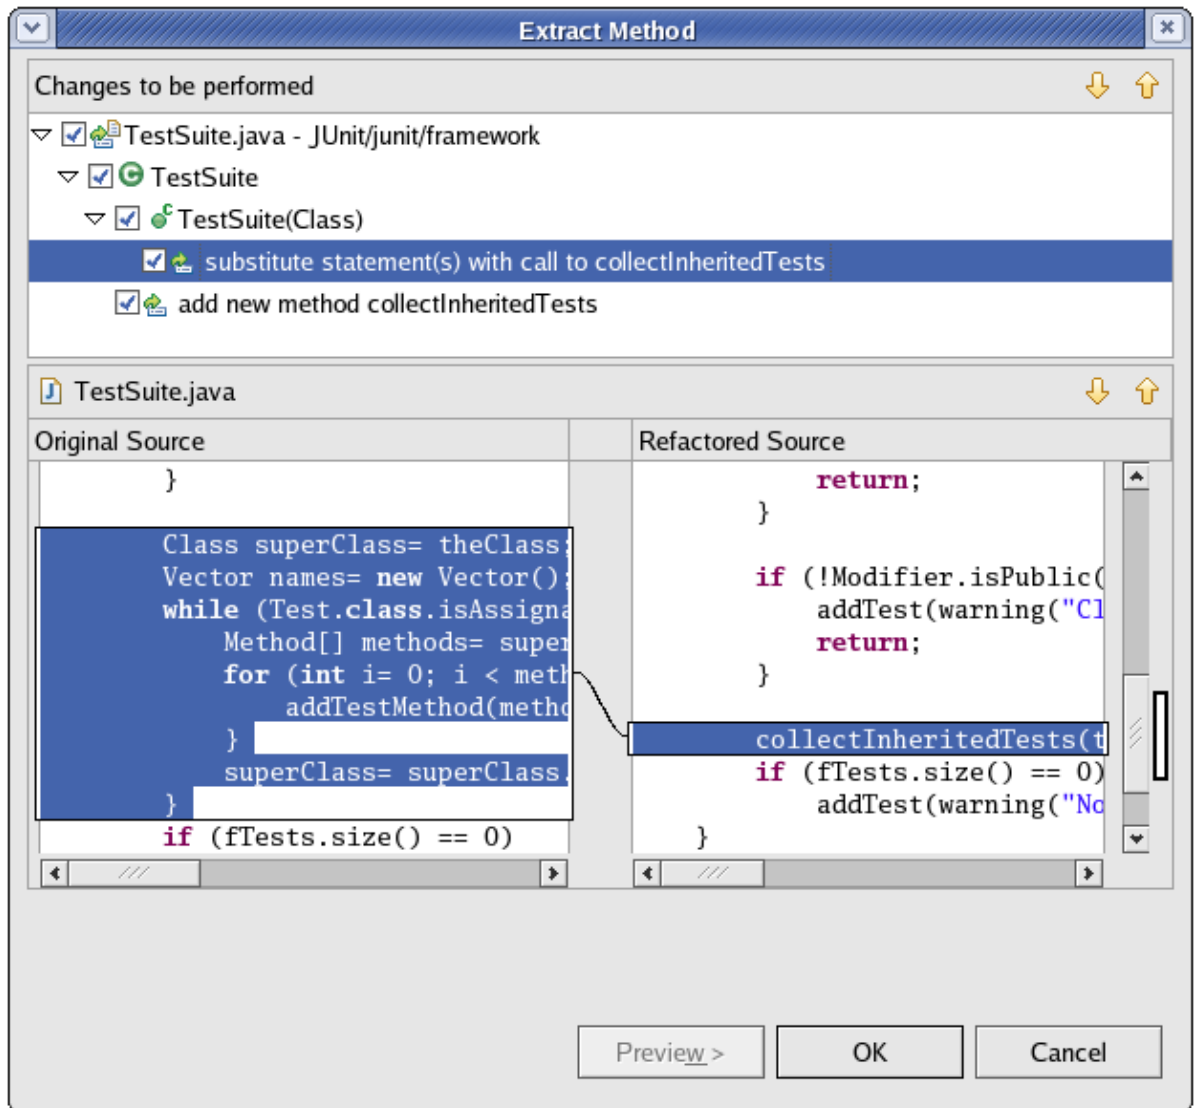 Extract Method
Changes to be performed
TestSuite.java - JUnit/junit/framework
TestSuite
TestSuite(Class)
substitute statement(s) with call to collectInheritedTests
add new method collectInheritedTests
TestSuite.java
Original Source
}
Class superClass= theClass;
Vector names= new Vector();
while (Test.class.isAssigna
Method[] methods= super
for (int i= 0; i < meth
addTestMethod(metho
}
superClass= superClass.
}
if (fTests.size() == 0)
Refactored Source
return;
}
if (!Modifier.isPublic(
addTest(warning("Cl
return;
}
collectInheritedTests(t
if (fTests.size() == 0)
addTest(warning("No
}
Preview >
OK
Cancel